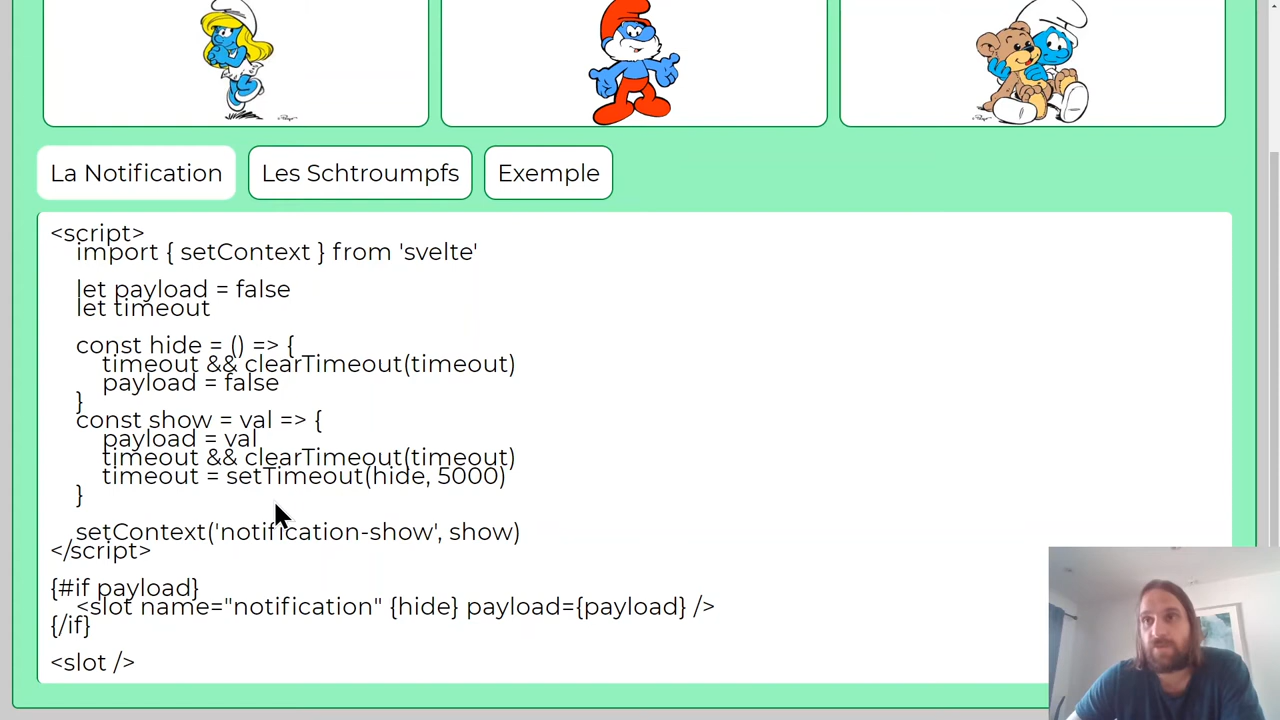 La Notification
Les Schtroumpfs
Exemple
<script>
import { setContext } from 'svelte'
let payload = false
let timeout
const hide = () => {
timeout && clearTimeout(timeout)
payload = false
}
const show = val => {
payload = val
timeout && clearTimeout(timeout)
timeout = setTimeout(hide, 5000)
}
setContext('notification-show', show)
</script>
{#if payload}
<slot name="notification" {hide} payload={payload} />
{/if}
<slot />